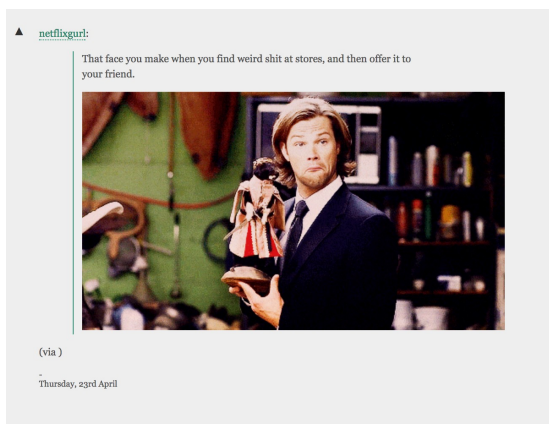 netflixgurl:
That face you make when you find weird shit at stores, and then offer it to
your friend.
(via )
-
Thursday, 23rd April